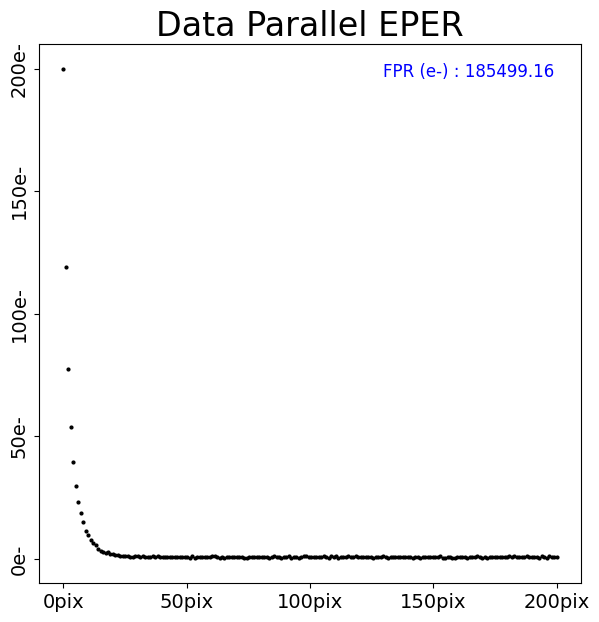 Data Parallel EPER
FPR (e-) : 185499.16
200e-
150e-
100e-
50e-
0e-
0pix 50pix 100pix 150pix 200pix